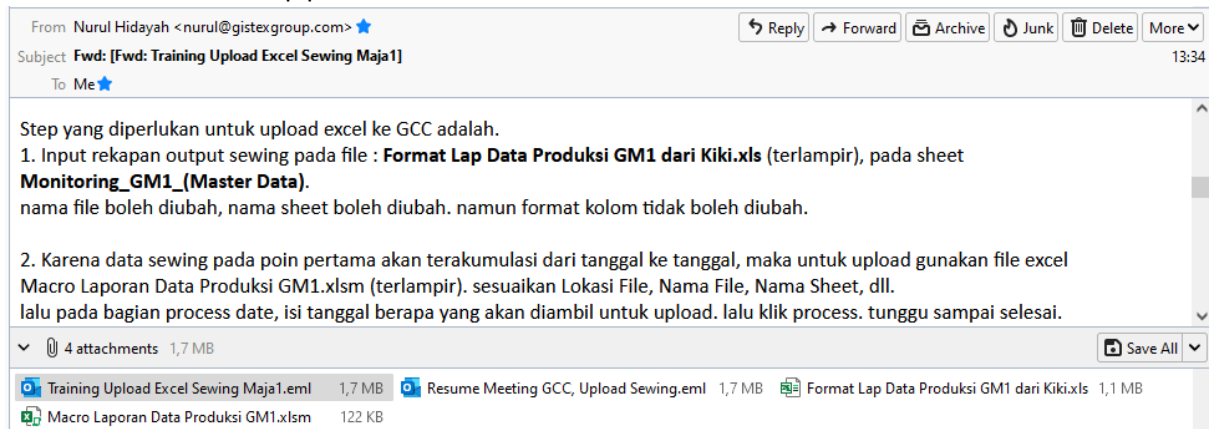 From Nurul Hidayah <nurul@gistexgroup.com>
Reply Forward Archive Junk Delete More
Subject Fwd: [Fwd: Training Upload Excel Sewing Maja1]
13:34
To Me
Step yang diperlukan untuk upload excel ke GCC adalah.
1. Input rekapan output sewing pada file : Format Lap Data Produksi GM1 dari Kiki.xls (terlampir), pada sheet
Monitoring_GM1_(Master Data).
nama file boleh diubah, nama sheet boleh diubah. namun format kolom tidak boleh diubah.
2. Karena data sewing pada poin pertama akan terakumulasi dari tanggal ke tanggal, maka untuk upload gunakan file excel
Macro Laporan Data Produksi GM1.xlsm (terlampir). sesuaikan Lokasi File, Nama File, Nama Sheet, dll.
lalu pada bagian process date, isi tanggal berapa yang akan diambil untuk upload. lalu klik process. tunggu sampai selesai.
4 attachments 1,7 MB
Save All
Training Upload Excel Sewing Maja1.eml 1,7 MB Resume Meeting GCC, Upload Sewing.eml 1,7 MB Format Lap Data Produksi GM1 dari Kiki.xls 1,1 MB
Macro Laporan Data Produksi GM1.xlsm 122 KB